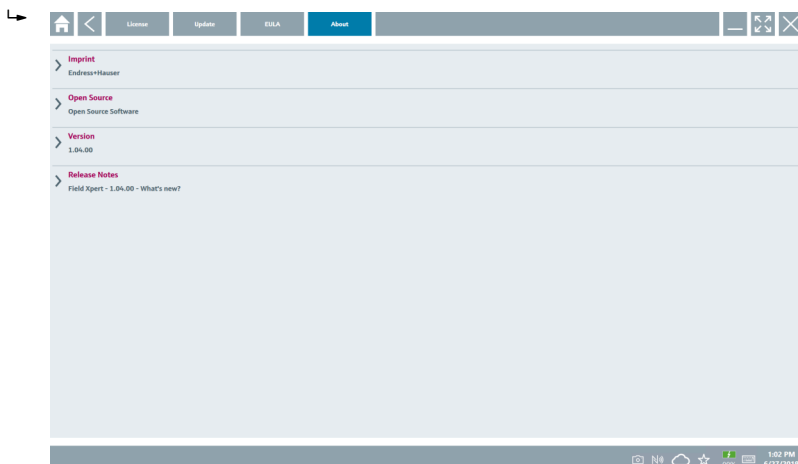 License Update EULA About
Imprint
Endress+Hauser
Open Source
Open Source Software
Version
1.04.00
Release Notes
Field Xpert - 1.04.00 - What's new?
1:02 PM